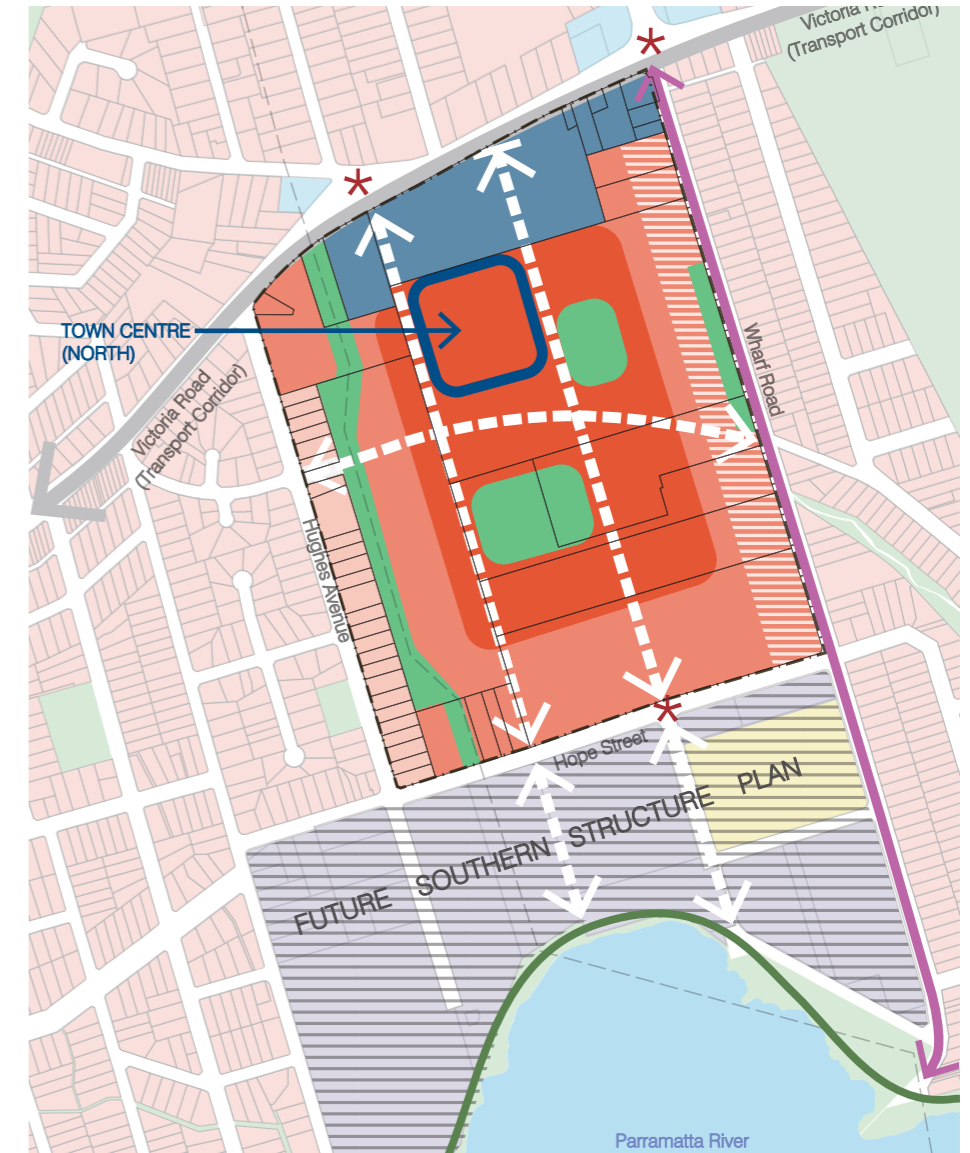 Victoria
(Transport Corridor)
TOWN CENTRE
(NORTH)
Victoria Road
(Transport Corridor)
Wharf Road
Hughes Avenue
Hope Street
FUTURE SOUTHERN STRUCTURE PLAN
Parramatta River